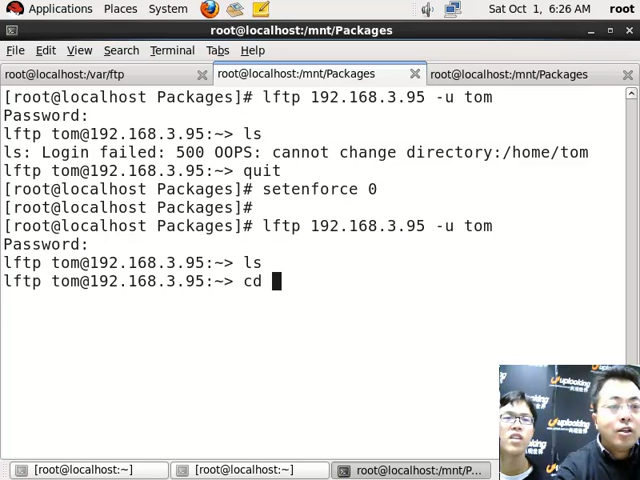 Applications Places System Sat Oct 1, 6:26 AM root
root@localhost:/mnt/Packages
File Edit View Search Terminal Tabs Help
root@localhost:/var/ftp root@localhost:/mnt/Packages root@localhost:/mnt/Packages
[root@localhost Packages]# lftp 192.168.3.95 -u tom
Password:
lftp tom@192.168.3.95:~> ls
ls: Login failed: 500 OOPS: cannot change directory:/home/tom
lftp tom@192.168.3.95:~> quit
[root@localhost Packages]# setenforce 0
[root@localhost Packages]#
[root@localhost Packages]# lftp 192.168.3.95 -u tom
Password:
lftp tom@192.168.3.95:~> ls
lftp tom@192.168.3.95:~> cd
uplooking
[root@localhost:~] [root@localhost:~] root@localhost:/mnt/P...